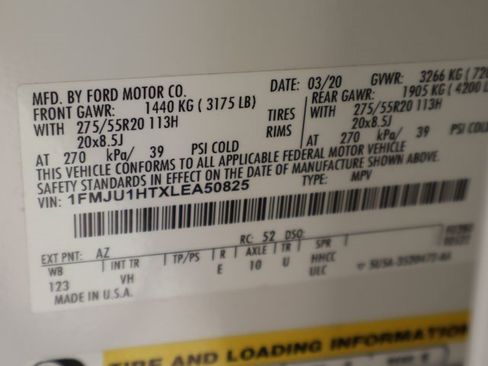 MFD. BY FORD MOTOR CO.
DATE: 03/20 GVWR: 3266 KG
FRONT GAWR: 1440 KG ( 3175 LB)
REAR GAWR: 1905 KG ( 4200
WITH 275/55R20 113H TIRES WITH 275/55R20 113H
20x8.5J RIMS 20x8.5J
AT 270 kPa/ 39 PSI COLD AT 270 kPa/ 39 PSI COLD
THIS VEHICLE CONFORMS TO ALL APPLICABLE FEDERAL MOTOR VEHICLE
SAFETY STANDARDS IN EFFECT ON THE DATE OF MANUFACTURE SHOWN ABOVE.
VIN: 1FMJU1HTXLEA50825 TYPE: MPV
EXT PNT: AZ RC: 52 DSO:
WB INT TR TP/PS R AXLE TR SPR
123 VH E 10 U HHCC
ULC
MADE IN U.S.A.
TIRE AND LOADING INFORMATION